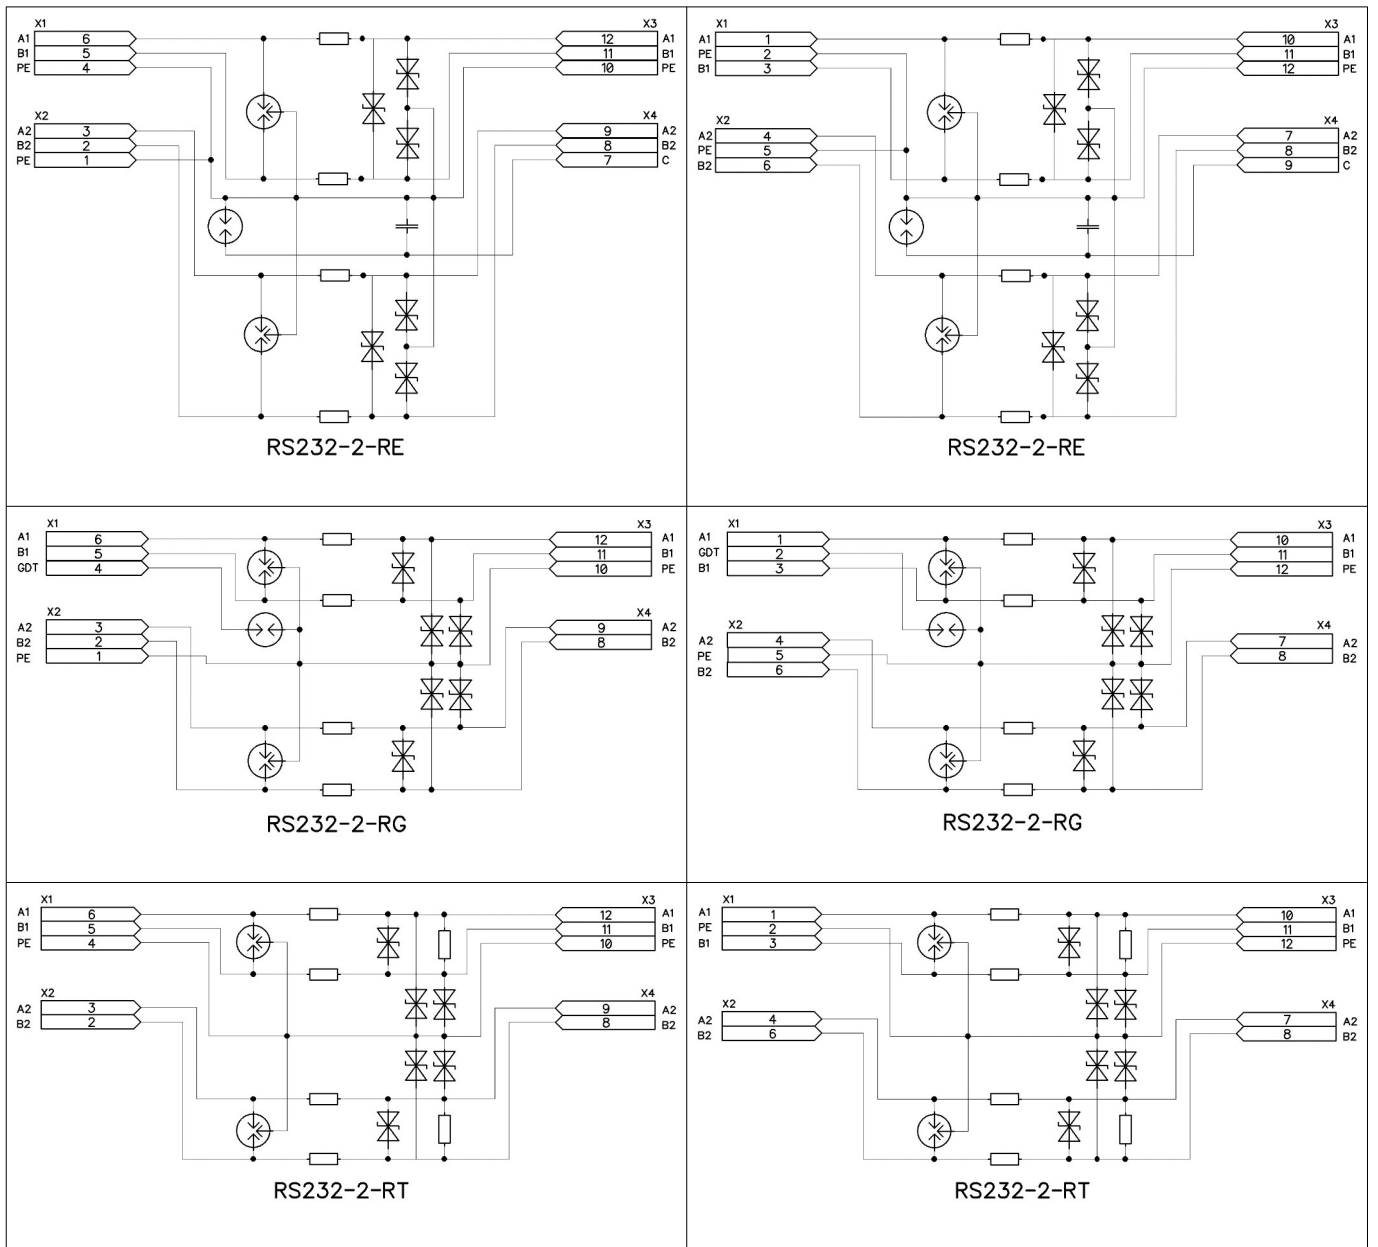 X1 X3
A1 6 12 A1
B1 5 11 B1
PE 4 10 PE
X2 X4
A2 3 9 A2
B2 2 8 B2
PE 1 7 C
RS232-2-RE
X1 X3
A1 1 10 A1
PE 2 11 B1
B1 3 12 PE
X2 X4
A2 4 7 A2
PE 5 8 B2
B2 6 9 C
RS232-2-RE
X1 X3
A1 6 12 A1
B1 5 11 B1
GDT 4 10 PE
X2 X4
A2 3 9 A2
B2 2 8 B2
PE 1
RS232-2-RG
X1 X3
A1 1 10 A1
GDT 2 11 B1
B1 3 12 PE
X2 X4
A2 4 7 A2
PE 5 8 B2
B2 6
RS232-2-RG
X1 X3
A1 6 12 A1
B1 5 11 B1
PE 4 10 PE
X2 X4
A2 3 9 A2
B2 2 8 B2
RS232-2-RT
X1 X3
A1 1 10 A1
PE 2 11 B1
B1 3 12 PE
X2 X4
A2 4 7 A2
B2 6 8 B2
RS232-2-RT